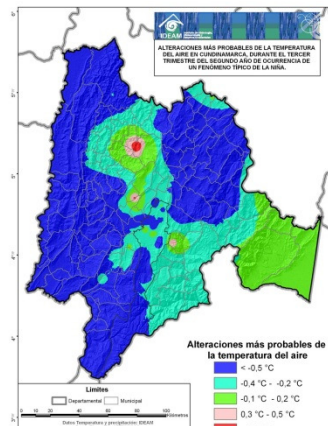 IDEAM
ALTERACIONES MÁS PROBABLES DE LA TEMPERATURA
DEL AIRE EN CUNDINAMARCA, DURANTE EL TERCER
TRIMESTRE DEL SEGUNDO AÑO DE OCURRENCIA DE
UN FENÓMENO TÍPICO DE LA NIÑA.
Alteraciones más probables de
la temperatura del aire
< -0,5 °C
-0,4 °C - -0,2 °C
-0,1 °C - 0,2 °C
0,3 °C - 0,5 °C
Límites
Departamental
Municipal
Kilómetros
Datos Temperatura y precipitación: IDEAM